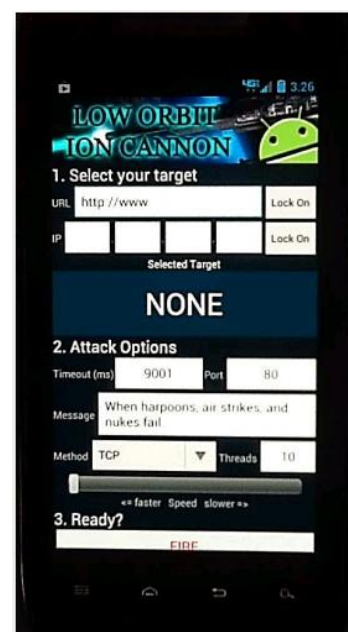 4G 3:26
LOW ORBIT
ION CANNON
1. Select your target
URL http://www Lock On
IP . . . Lock On
Selected Target
NONE
2. Attack Options
Timeout (ms) 9001 Port 80
Message When harpoons, air strikes, and
nukes fail
Method TCP Threads 10
<= faster Speed slower =>
3. Ready?
FIRE